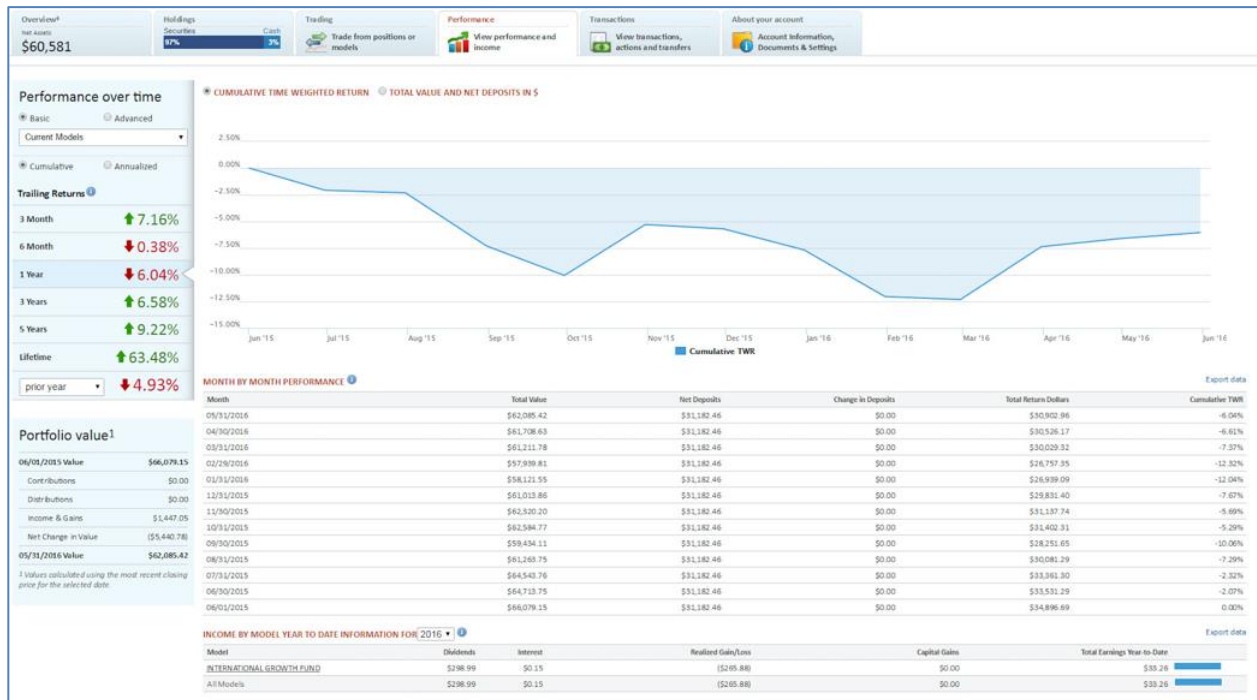 Overview⁴
Net Assets
$60,581
Holdings
Securities Cash
97% 3%
Trading
Trade from positions or models
Performance
View performance and income
Transactions
View transactions, actions and transfers
About your account
Account Information, Documents & Settings
Performance over time
Basic Advanced
Current Models
Cumulative Annualized
Trailing Returns
3 Month 7.16%
6 Month 0.38%
1 Year 6.04%
3 Years 6.58%
5 Years 9.22%
Lifetime 63.48%
prior year 4.93%
Portfolio value¹
06/01/2015 Value $66,079.15
Contributions $0.00
Distributions $0.00
Income & Gains $1,447.05
Net Change in Value ($5,440.78)
05/31/2016 Value $62,085.42
¹ Values calculated using the most recent closing
price for the selected date.
CUMULATIVE TIME WEIGHTED RETURN TOTAL VALUE AND NET DEPOSITS IN $
2.50%
0.00%
-2.50%
-5.00%
-7.50%
-10.00%
-12.50%
-15.00%
Jun '15 Jul '15 Aug '15 Sep '15 Oct '15 Nov '15 Dec '15 Jan '16 Feb '16 Mar '16 Apr '16 May '16 Jun '16
Cumulative TWR
MONTH BY MONTH PERFORMANCE Export data
Month Total Value Net Deposits Change in Deposits Total Return Dollars Cumulative TWR
05/31/2016 $62,085.42 $31,182.46 $0.00 $30,902.96 -6.04%
04/30/2016 $61,708.63 $31,182.46 $0.00 $30,526.17 -6.61%
03/31/2016 $61,211.78 $31,182.46 $0.00 $30,029.32 -7.37%
02/29/2016 $57,939.81 $31,182.46 $0.00 $26,757.35 -12.32%
01/31/2016 $58,121.55 $31,182.46 $0.00 $26,939.09 -12.04%
12/31/2015 $61,013.86 $31,182.46 $0.00 $29,831.40 -7.67%
11/30/2015 $62,320.20 $31,182.46 $0.00 $31,137.74 -5.69%
10/31/2015 $62,584.77 $31,182.46 $0.00 $31,402.31 -5.29%
09/30/2015 $59,434.11 $31,182.46 $0.00 $28,251.65 -10.06%
08/31/2015 $61,263.75 $31,182.46 $0.00 $30,081.29 -7.29%
07/31/2015 $64,543.76 $31,182.46 $0.00 $33,361.30 -2.32%
06/30/2015 $64,713.75 $31,182.46 $0.00 $33,531.29 -2.07%
06/01/2015 $66,079.15 $31,182.46 $0.00 $34,896.69 0.00%
INCOME BY MODEL YEAR TO DATE INFORMATION FOR 2016 Export data
Model Dividends Interest Realized Gain/Loss Capital Gains Total Earnings Year-to-Date
INTERNATIONAL GROWTH FUND $298.99 $0.15 ($265.88) $0.00 $33.26
All Models $298.99 $0.15 ($265.88) $0.00 $33.26